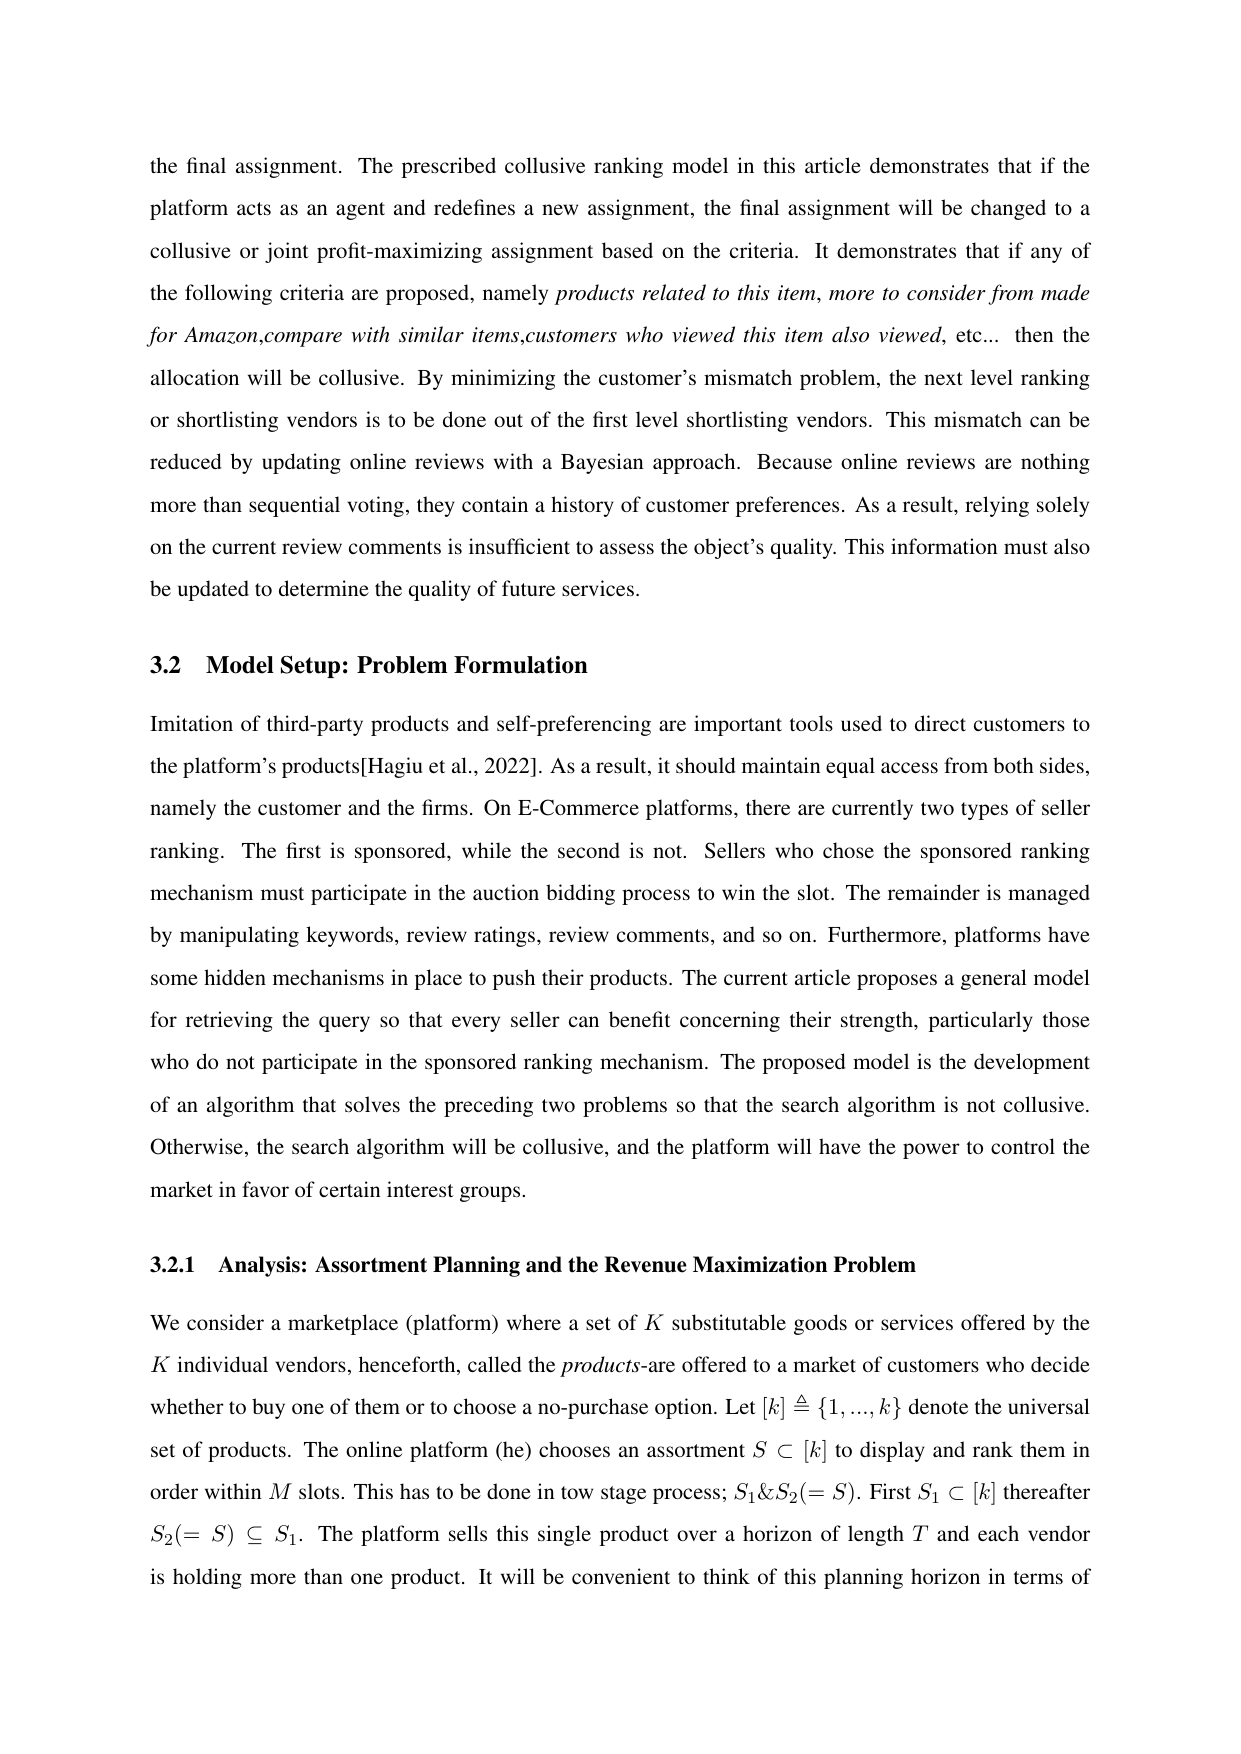 the final assignment. The prescribed collusive ranking model in this article demonstrates that if the
platform acts as an agent and redefines a new assignment, the final assignment will be changed to a
collusive or joint profit-maximizing assignment based on the criteria. It demonstrates that if any of
the following criteria are proposed, namely products related to this item, more to consider from made
for Amazon,compare with similar items,customers who viewed this item also viewed, etc... then the
allocation will be collusive. By minimizing the customer's mismatch problem, the next level ranking
or shortlisting vendors is to be done out of the first level shortlisting vendors. This mismatch can be
reduced by updating online reviews with a Bayesian approach. Because online reviews are nothing
more than sequential voting, they contain a history of customer preferences. As a result, relying solely
on the current review comments is insufficient to assess the object's quality. This information must also
be updated to determine the quality of future services.
3.2 Model Setup: Problem Formulation
Imitation of third-party products and self-preferencing are important tools used to direct customers to
the platform's products[Hagiu et al., 2022]. As a result, it should maintain equal access from both sides,
namely the customer and the firms. On E-Commerce platforms, there are currently two types of seller
ranking. The first is sponsored, while the second is not. Sellers who chose the sponsored ranking
mechanism must participate in the auction bidding process to win the slot. The remainder is managed
by manipulating keywords, review ratings, review comments, and so on. Furthermore, platforms have
some hidden mechanisms in place to push their products. The current article proposes a general model
for retrieving the query so that every seller can benefit concerning their strength, particularly those
who do not participate in the sponsored ranking mechanism. The proposed model is the development
of an algorithm that solves the preceding two problems so that the search algorithm is not collusive.
Otherwise, the search algorithm will be collusive, and the platform will have the power to control the
market in favor of certain interest groups.
3.2.1 Analysis: Assortment Planning and the Revenue Maximization Problem
We consider a marketplace (platform) where a set of K substitutable goods or services offered by the
K individual vendors, henceforth, called the products-are offered to a market of customers who decide
whether to buy one of them or to choose a no-purchase option. Let [k] ≜ {1, ..., k} denote the universal
set of products. The online platform (he) chooses an assortment S ⊂ [k] to display and rank them in
order within M slots. This has to be done in tow stage process; S₁&S₂(= S). First S₁ ⊂ [k] thereafter
S₂(= S) ⊆ S₁. The platform sells this single product over a horizon of length T and each vendor
is holding more than one product. It will be convenient to think of this planning horizon in terms of